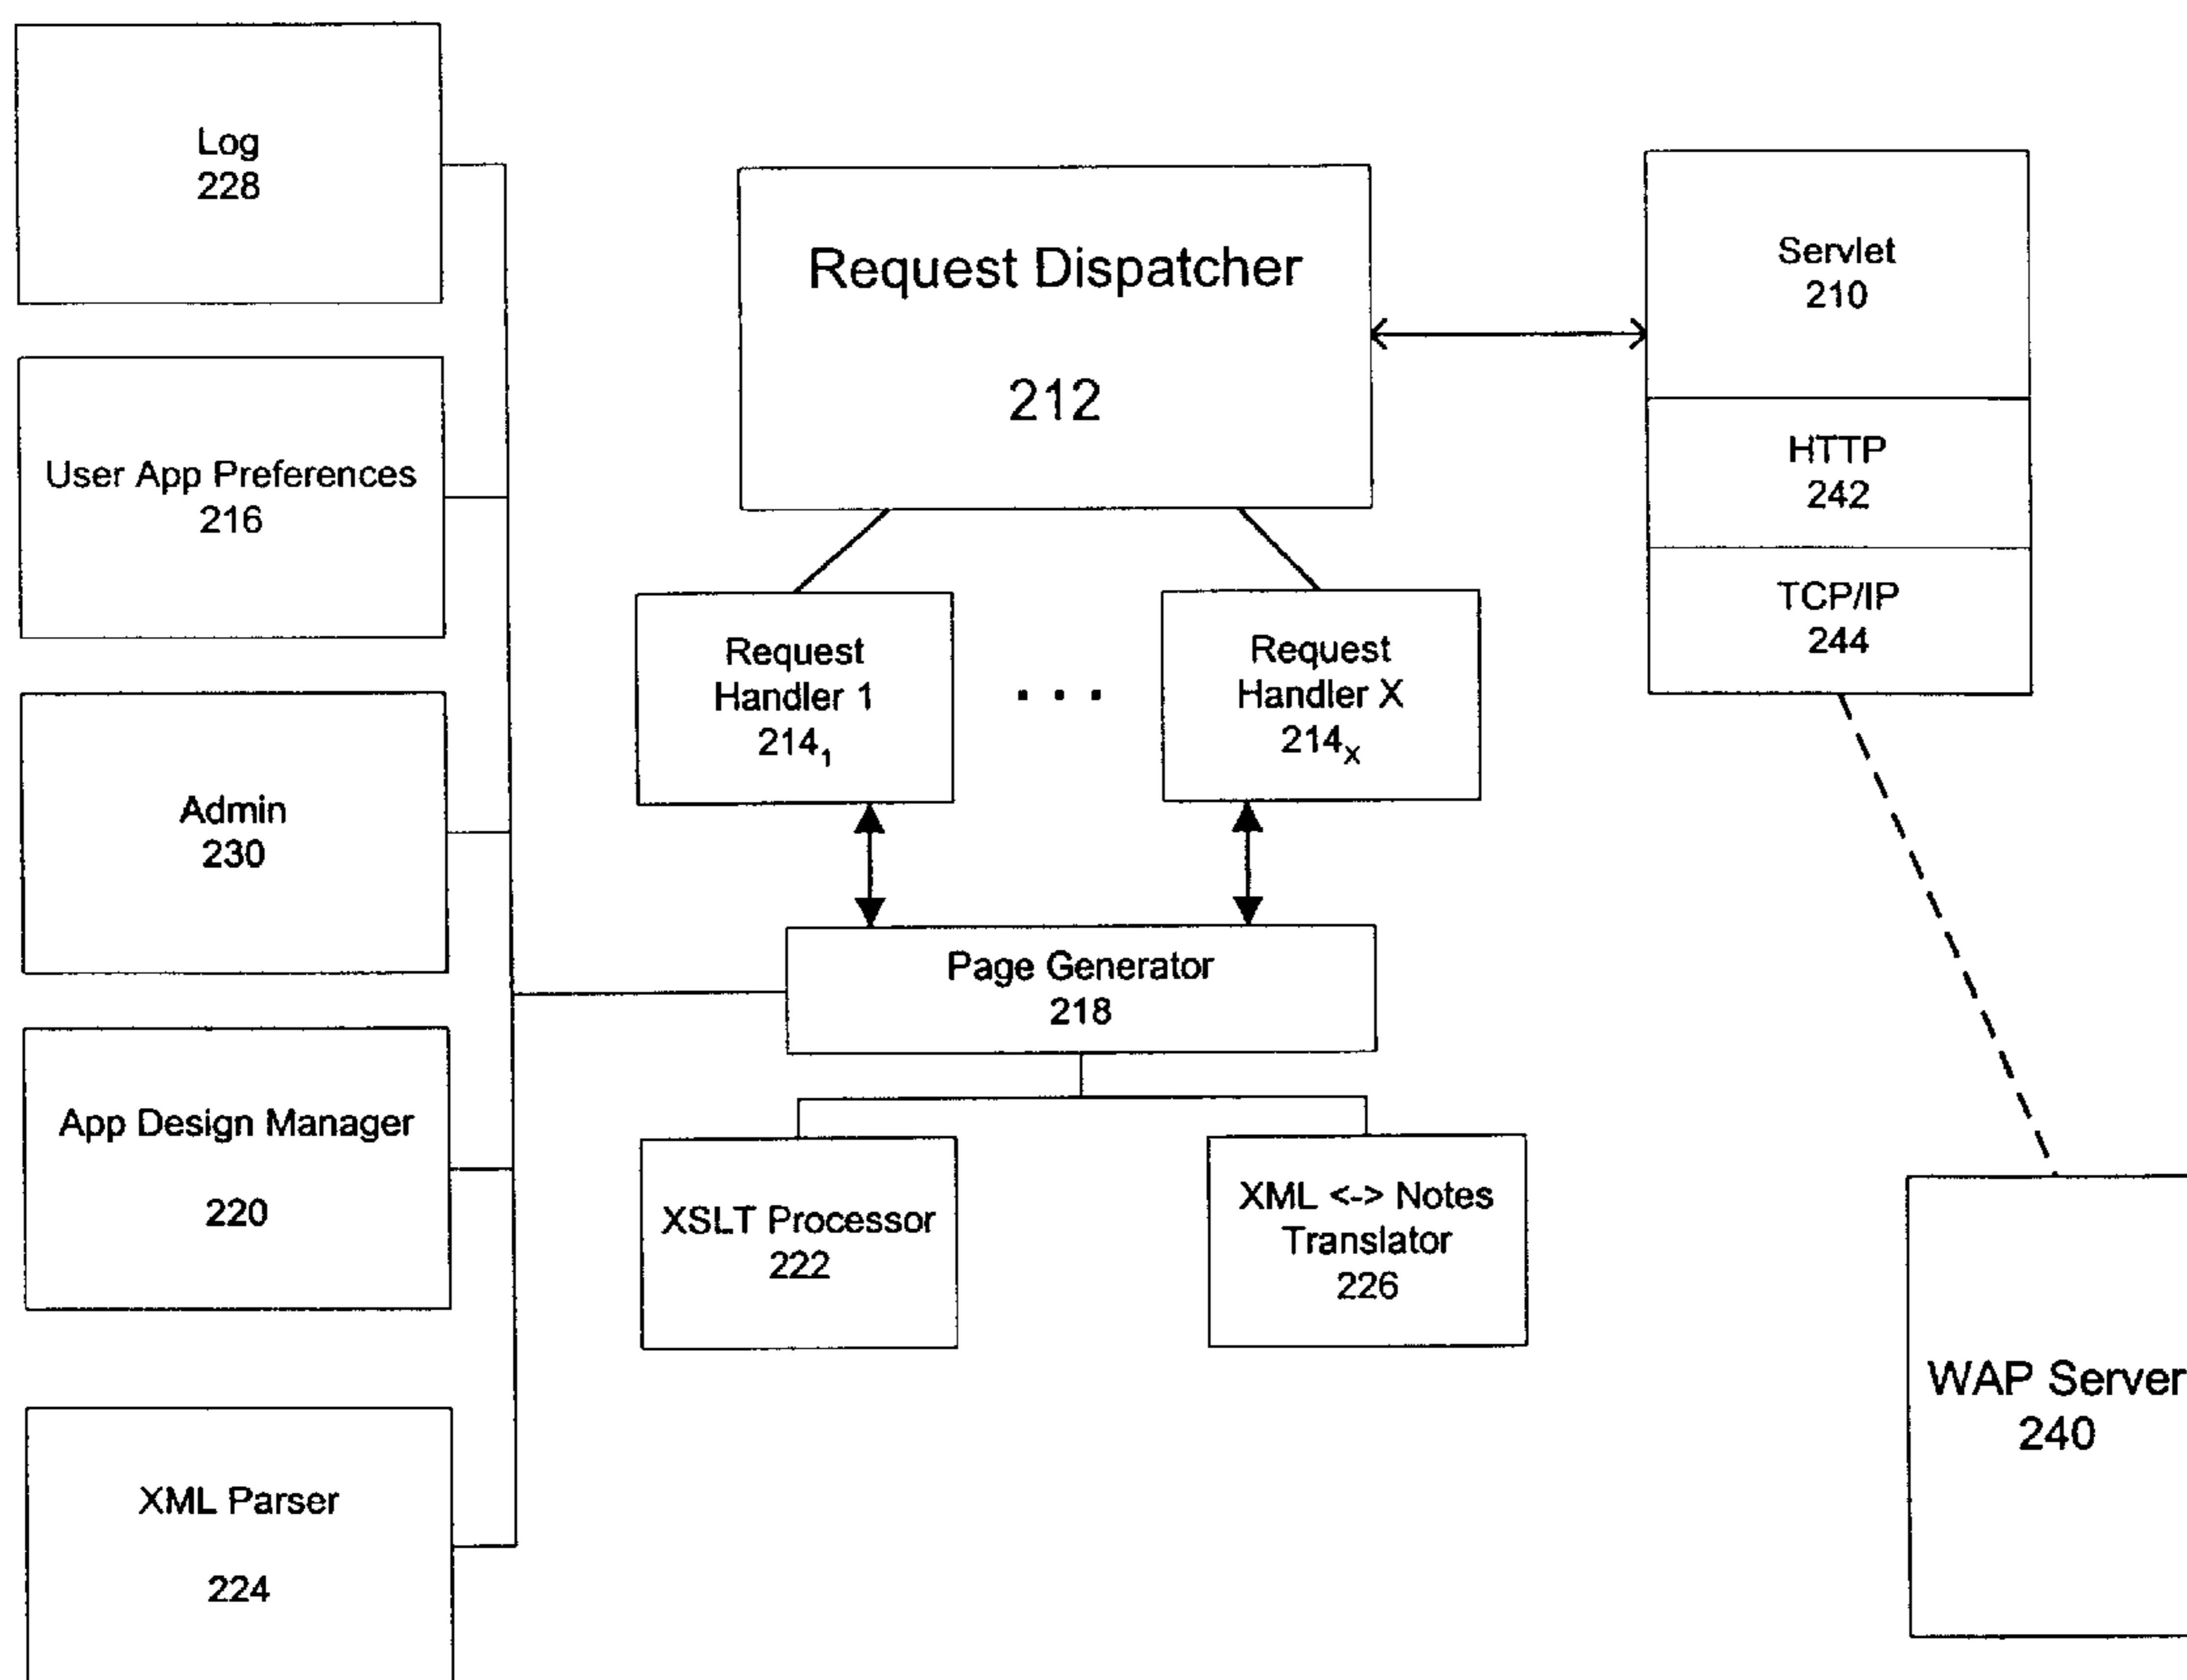 Log
228
User App Preferences
216
Admin
230
App Design Manager
220
XML Parser
224
Request Dispatcher
212
Request
Handler 1
214₁
. . .
Request
Handler X
214ₓ
Page Generator
218
XSLT Processor
222
XML <-> Notes
Translator
226
Servlet
210
HTTP
242
TCP/IP
244
WAP Server
240